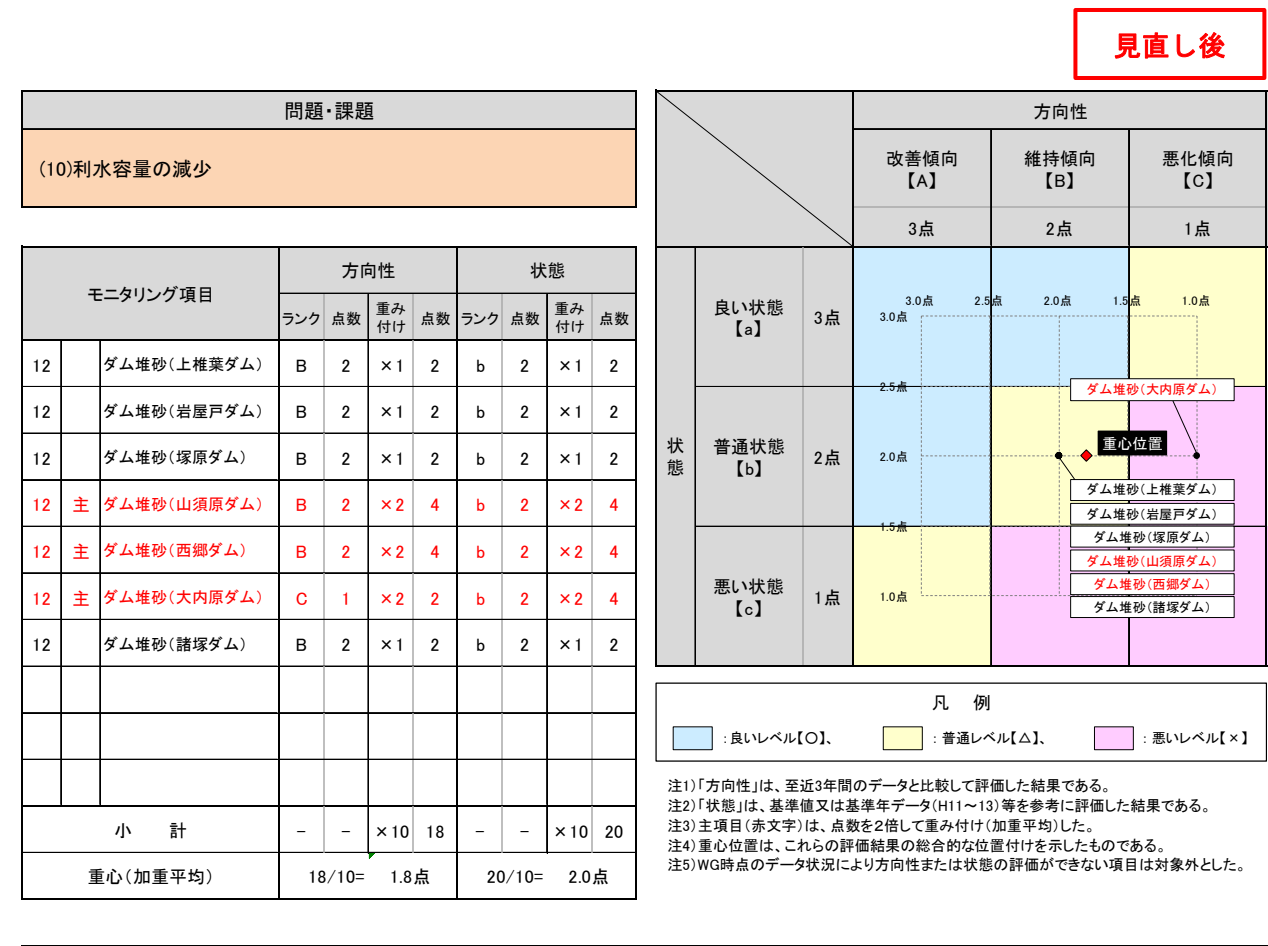 見直し後
問題・課題
(10)利水容量の減少
モニタリング項目 方向性 状態
ランク 点数 重み付け 点数 ランク 点数 重み付け 点数
12 ダム堆砂(上椎葉ダム) B 2 ×1 2 b 2 ×1 2
12 ダム堆砂(岩屋戸ダム) B 2 ×1 2 b 2 ×1 2
12 ダム堆砂(塚原ダム) B 2 ×1 2 b 2 ×1 2
12 主 ダム堆砂(山須原ダム) B 2 ×2 4 b 2 ×2 4
12 主 ダム堆砂(西郷ダム) B 2 ×2 4 b 2 ×2 4
12 主 ダム堆砂(大内原ダム) C 1 ×2 2 b 2 ×2 4
12 ダム堆砂(諸塚ダム) B 2 ×1 2 b 2 ×1 2
小 計 - - ×10 18 - - ×10 20
重心(加重平均) 18/10= 1.8点 20/10= 2.0点
方向性
改善傾向【A】 維持傾向【B】 悪化傾向【C】
3点 2点 1点
状態
良い状態【a】 3点
普通状態【b】 2点
悪い状態【c】 1点
3.0点 2.5点 2.0点 1.5点 1.0点
3.0点
2.5点
2.0点
1.5点
1.0点
ダム堆砂(大内原ダム)
重心位置
ダム堆砂(上椎葉ダム)
ダム堆砂(岩屋戸ダム)
ダム堆砂(塚原ダム)
ダム堆砂(山須原ダム)
ダム堆砂(西郷ダム)
ダム堆砂(諸塚ダム)
凡 例
:良いレベル【○】、 :普通レベル【△】、 :悪いレベル【×】
注1)「方向性」は、至近3年間のデータと比較して評価した結果である。
注2)「状態」は、基準値又は基準年データ(H11~13)等を参考に評価した結果である。
注3)主項目(赤文字)は、点数を2倍して重み付け(加重平均)した。
注4)重心位置は、これらの評価結果の総合的な位置付けを示したものである。
注5)WG時点のデータ状況により方向性または状態の評価ができない項目は対象外とした。